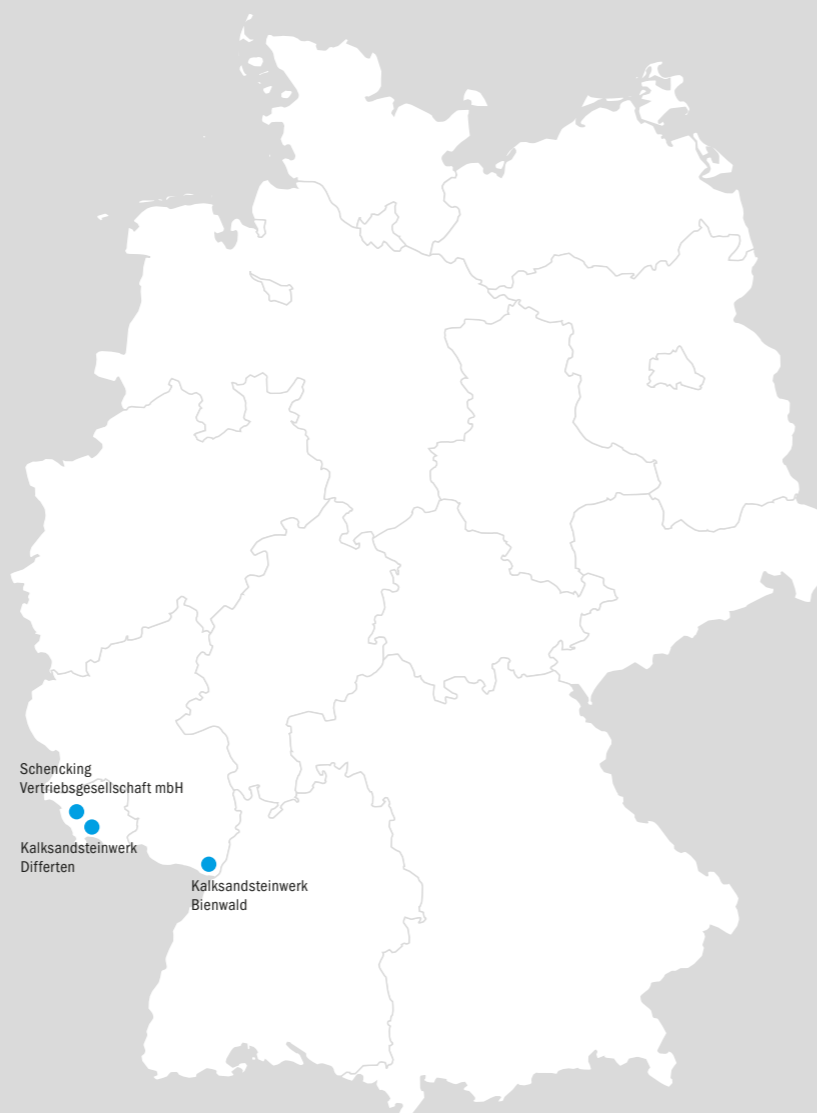 Schencking
Vertriebsgesellschaft mbH
Kalksandsteinwerk
Differten
Kalksandsteinwerk
Bienwald